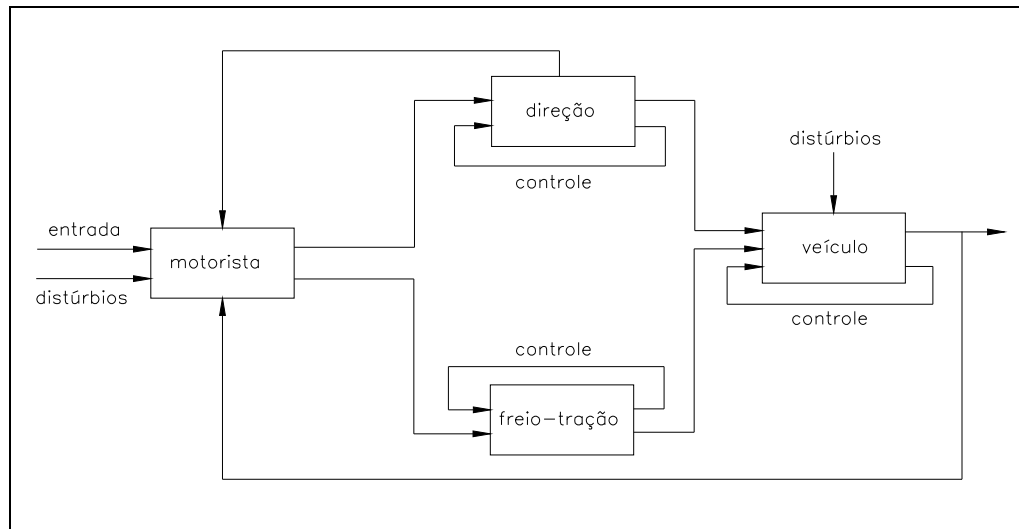 direção
distúrbios
controle
entrada
motorista
veículo
distúrbios
controle
controle
freio-tração